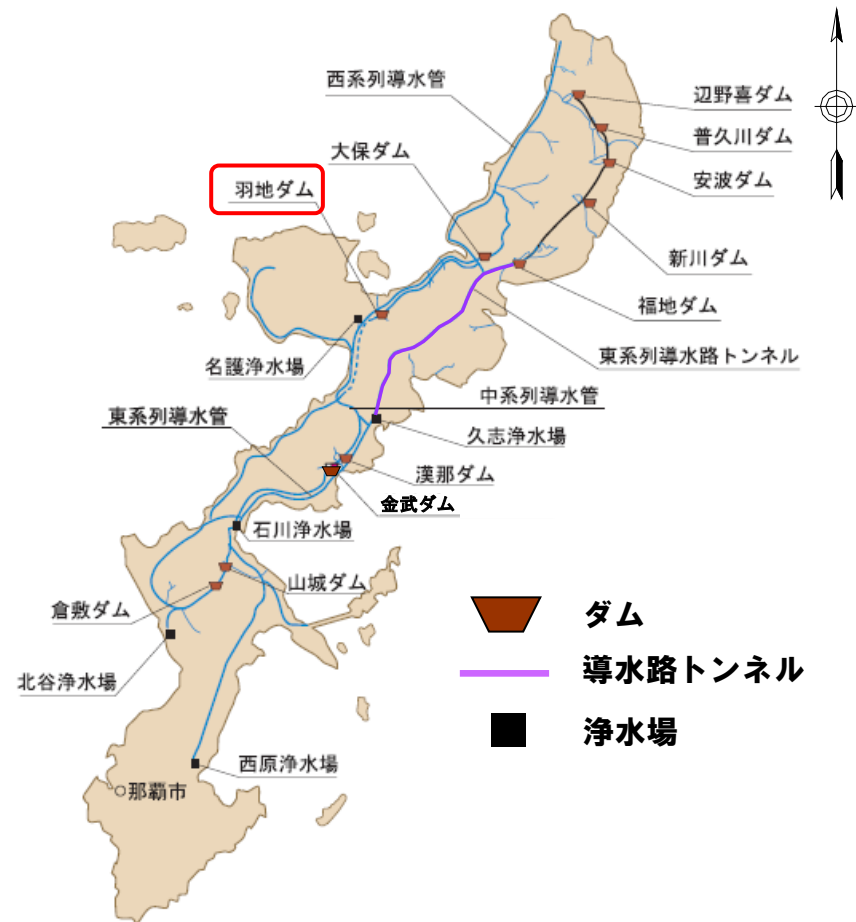 西系列導水管
辺野喜ダム
普久川ダム
大保ダム
安波ダム
羽地ダム
新川ダム
福地ダム
東系列導水路トンネル
名護浄水場
中系列導水管
東系列導水管
久志浄水場
漢那ダム
金武ダム
石川浄水場
山城ダム
倉敷ダム
北谷浄水場
西原浄水場
那覇市
ダム
導水路トンネル
浄水場